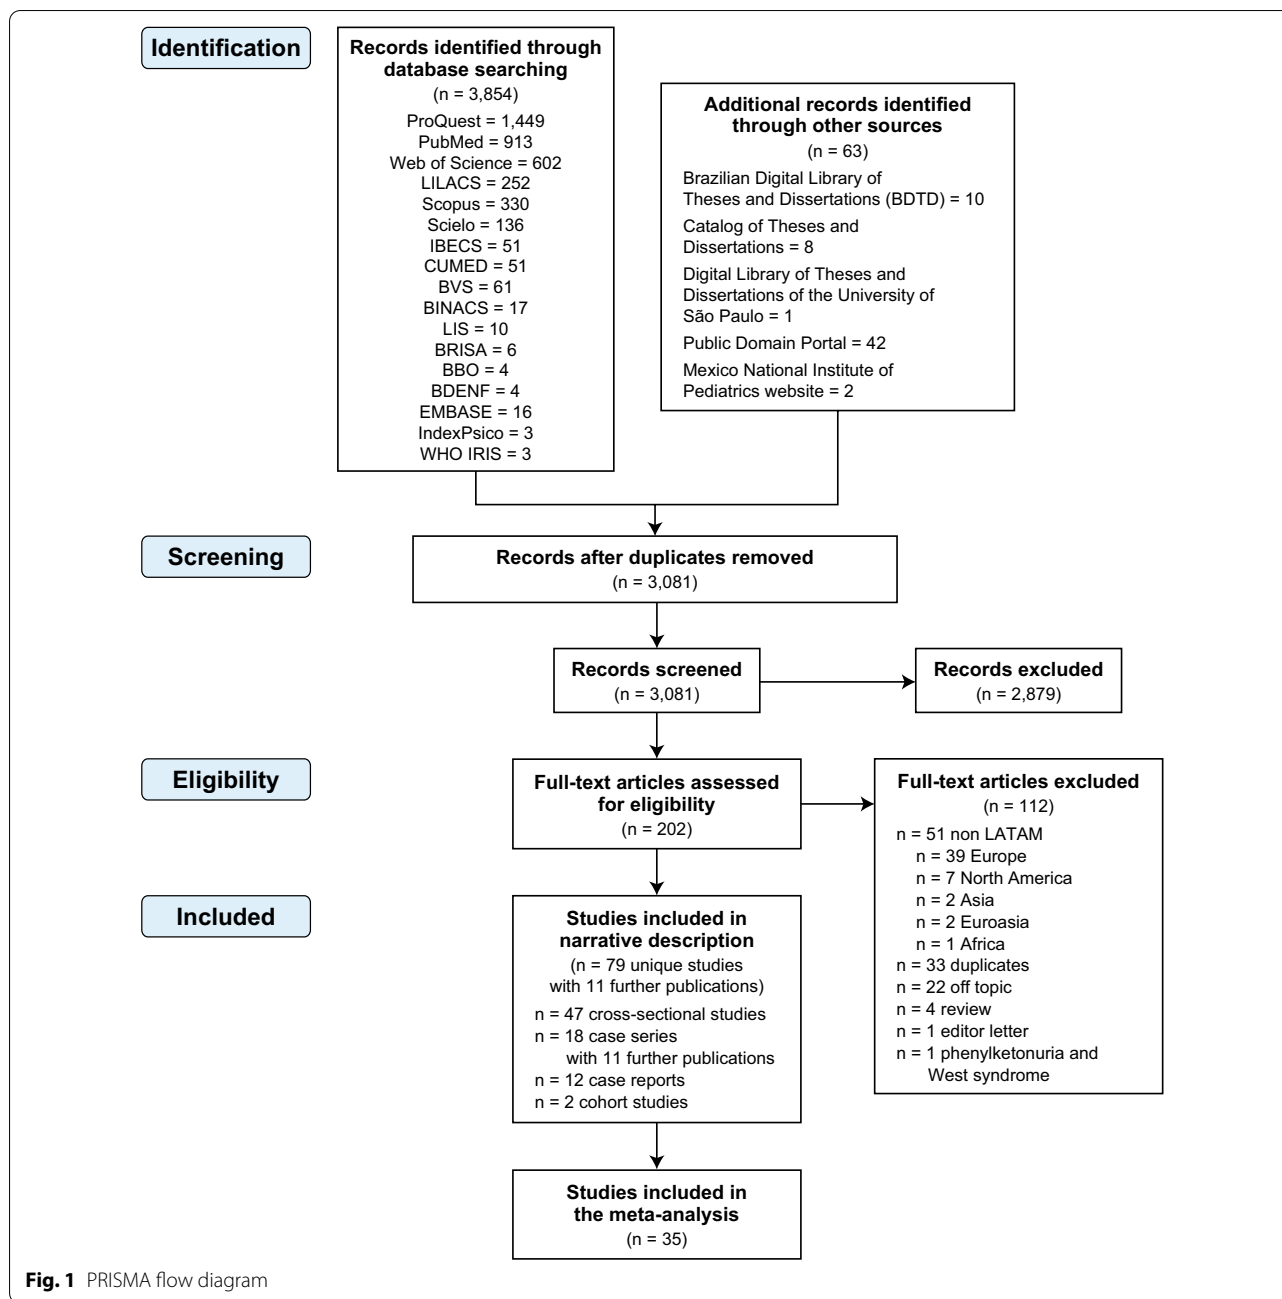 Identification
Records identified through
database searching
(n = 3,854)
ProQuest = 1,449
PubMed = 913
Web of Science = 602
LILACS = 252
Scopus = 330
Scielo = 136
IBECS = 51
CUMED = 51
BVS = 61
BINACS = 17
LIS = 10
BRISA = 6
BBO = 4
BDENF = 4
EMBASE = 16
IndexPsico = 3
WHO IRIS = 3
Additional records identified
through other sources
(n = 63)
Brazilian Digital Library of
Theses and Dissertations (BDTD) = 10
Catalog of Theses and
Dissertations = 8
Digital Library of Theses and
Dissertations of the University of
São Paulo = 1
Public Domain Portal = 42
Mexico National Institute of
Pediatrics website = 2
Screening
Records after duplicates removed
(n = 3,081)
Records screened
(n = 3,081)
Records excluded
(n = 2,879)
Eligibility
Full-text articles assessed
for eligibility
(n = 202)
Full-text articles excluded
(n = 112)
n = 51 non LATAM
n = 39 Europe
n = 7 North America
n = 2 Asia
n = 2 Euroasia
n = 1 Africa
n = 33 duplicates
n = 22 off topic
n = 4 review
n = 1 editor letter
n = 1 phenylketonuria and
West syndrome
Included
Studies included in
narrative description
(n = 79 unique studies
with 11 further publications)
n = 47 cross-sectional studies
n = 18 case series
with 11 further publications
n = 12 case reports
n = 2 cohort studies
Studies included in
the meta-analysis
(n = 35)
Fig. 1 PRISMA flow diagram